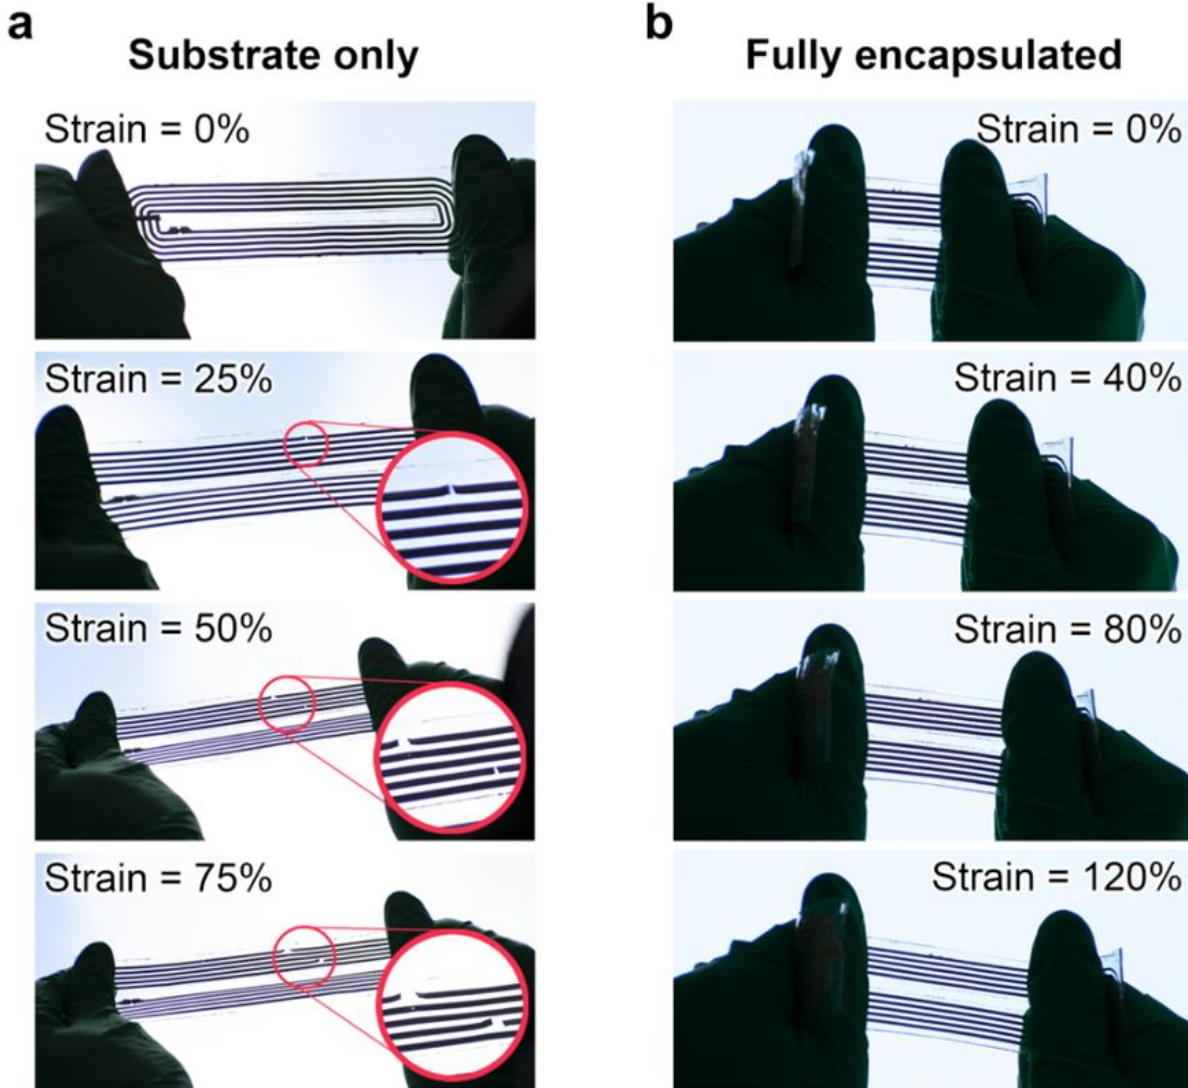 a
Substrate only
Strain = 0%
Strain = 25%
Strain = 50%
Strain = 75%
b
Fully encapsulated
Strain = 0%
Strain = 40%
Strain = 80%
Strain = 120%